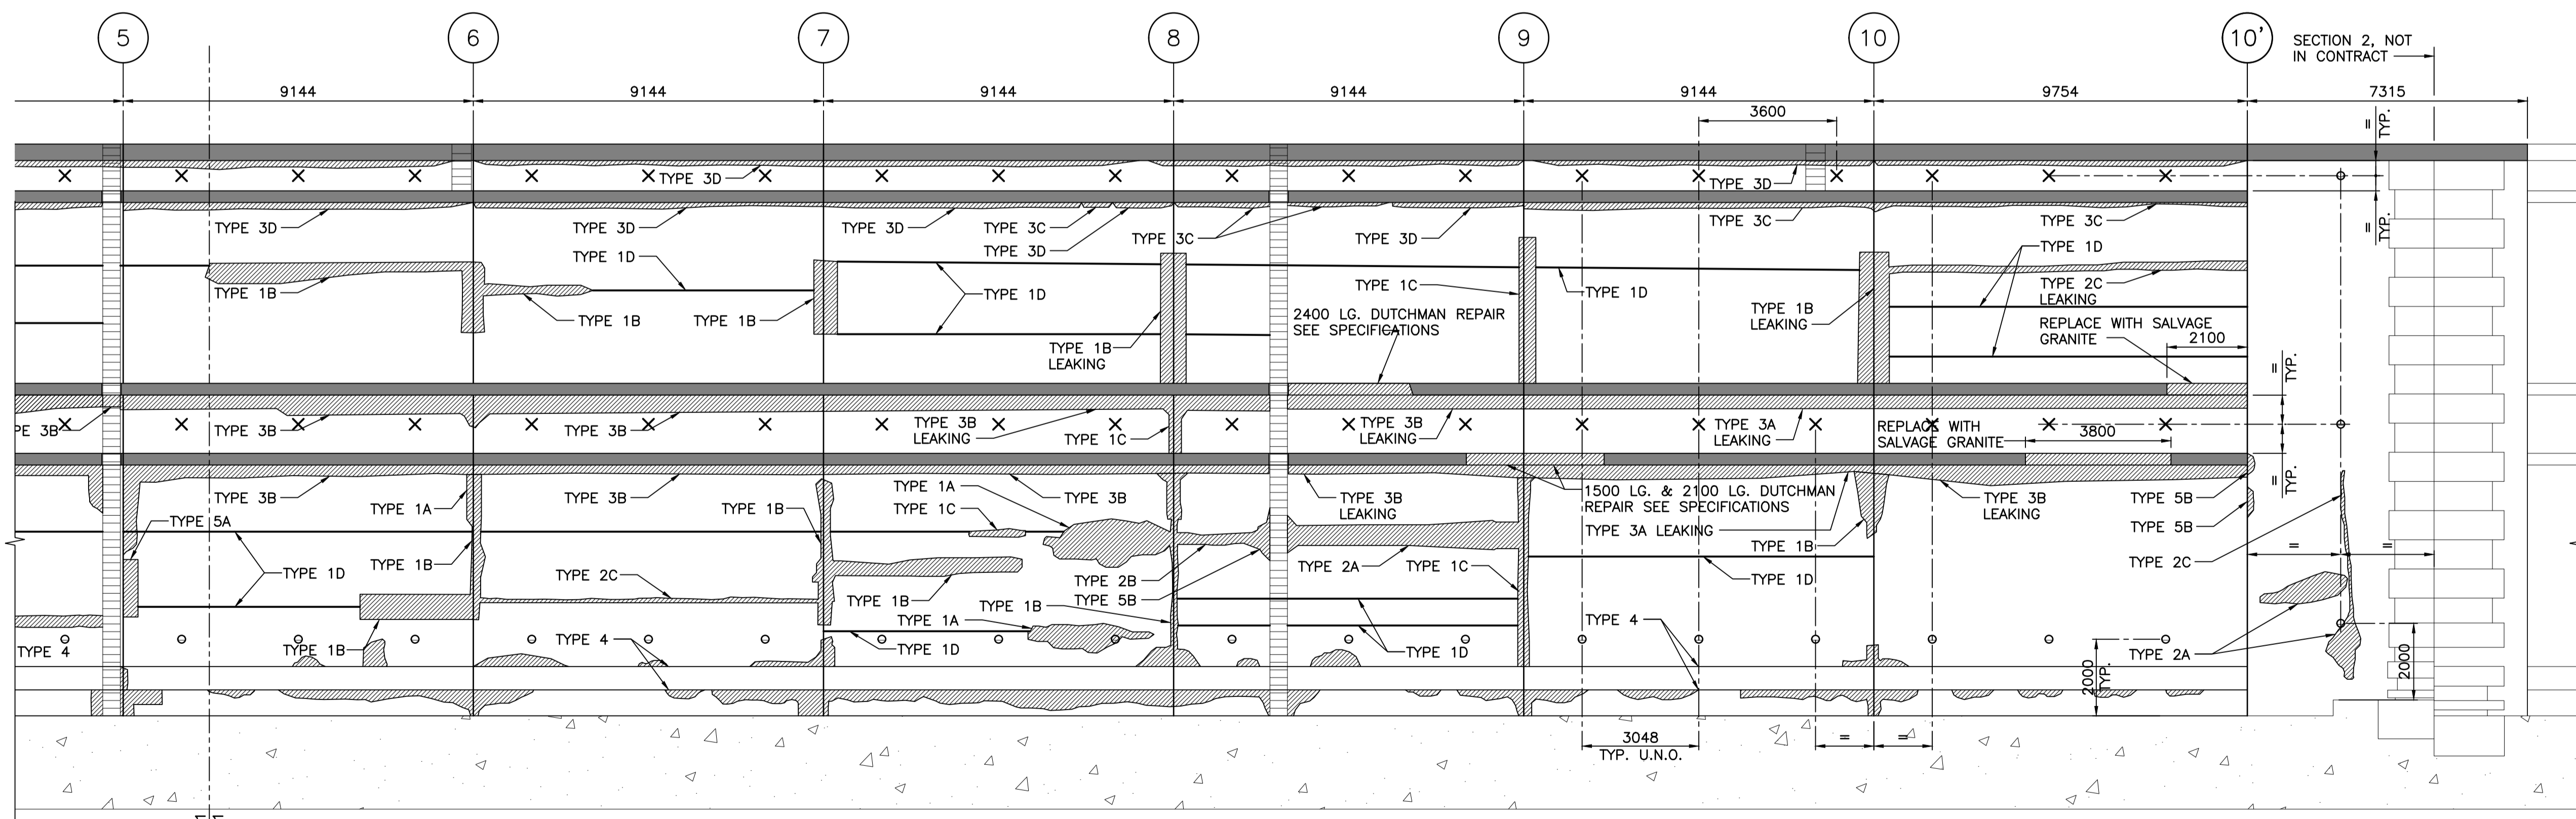 5
6
7
8
9
10
10'
SECTION 2, NOT
IN CONTRACT
9144
9144
9144
9144
9144
9754
7315
3600
=
TYP.
TYPE 3D
TYPE 3D
=
TYP.
TYPE 3D
TYPE 3D
TYPE 3D
TYPE 3C
TYPE 3D
TYPE 3C
TYPE 3D
TYPE 3C
TYPE 3C
TYPE 1D
TYPE 1D
TYPE 1B
TYPE 1B
TYPE 1B
TYPE 1D
TYPE 1B
LEAKING
TYPE 1C
2400 LG. DUTCHMAN REPAIR
SEE SPECIFICATIONS
TYPE 1D
TYPE 1B
LEAKING
TYPE 2C
LEAKING
REPLACE WITH SALVAGE
GRANITE
2100
=
TYP.
PE 3B
TYPE 3B
TYPE 3B
TYPE 3B
LEAKING
TYPE 1C
TYPE 3B
LEAKING
TYPE 3A
LEAKING
REPLACE WITH
SALVAGE GRANITE
3800
=
TYP.
TYPE 3B
TYPE 1A
TYPE 3B
TYPE 1B
TYPE 1A
TYPE 1C
TYPE 3B
TYPE 3B
LEAKING
1500 LG. & 2100 LG. DUTCHMAN
REPAIR SEE SPECIFICATIONS
TYPE 3A LEAKING
TYPE 1B
TYPE 3B
LEAKING
TYPE 5B
TYPE 5B
TYPE 5A
TYPE 1D
TYPE 1B
TYPE 2C
TYPE 1B
TYPE 2B
TYPE 5B
TYPE 2A
TYPE 1C
TYPE 1D
TYPE 2C
=
=
TYPE 1B
TYPE 1A
TYPE 4
TYPE 1B
TYPE 4
TYPE 1D
TYPE 1D
TYPE 4
TYPE 2A
2000
TYP.
2000
3048
TYP. U.N.O.
=
=